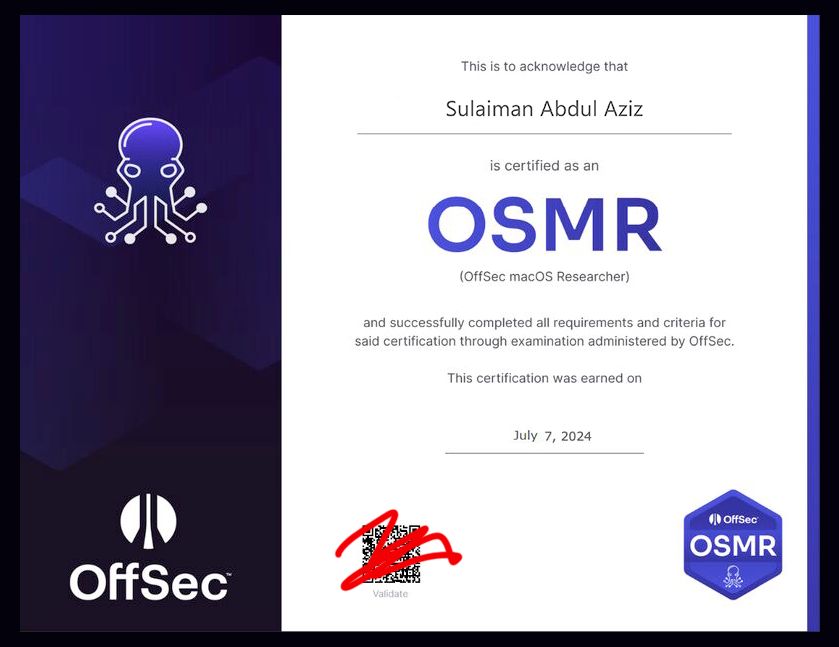 This is to acknowledge that
Sulaiman Abdul Aziz
is certified as an
OSMR
(OffSec macOS Researcher)
and successfully completed all requirements and criteria for
said certification through examination administered by OffSec.
This certification was earned on
July 7, 2024
Validate
OffSec™
OffSec
OSMR